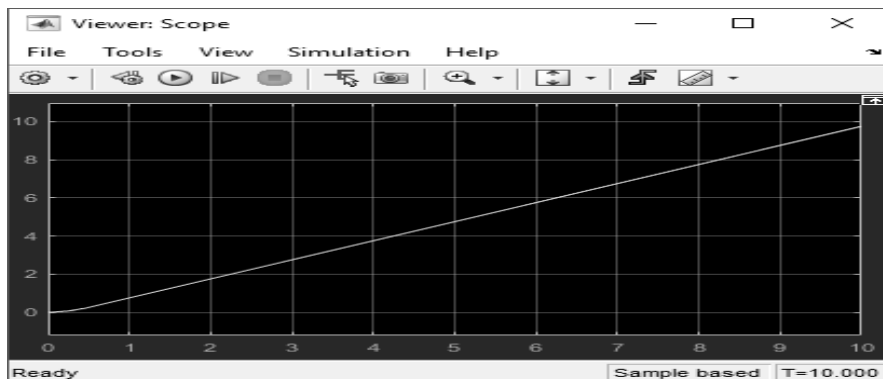 Viewer: Scope
File Tools View Simulation Help
10
8
6
4
2
0
0 1 2 3 4 5 6 7 8 9 10
Ready Sample based T=10.000